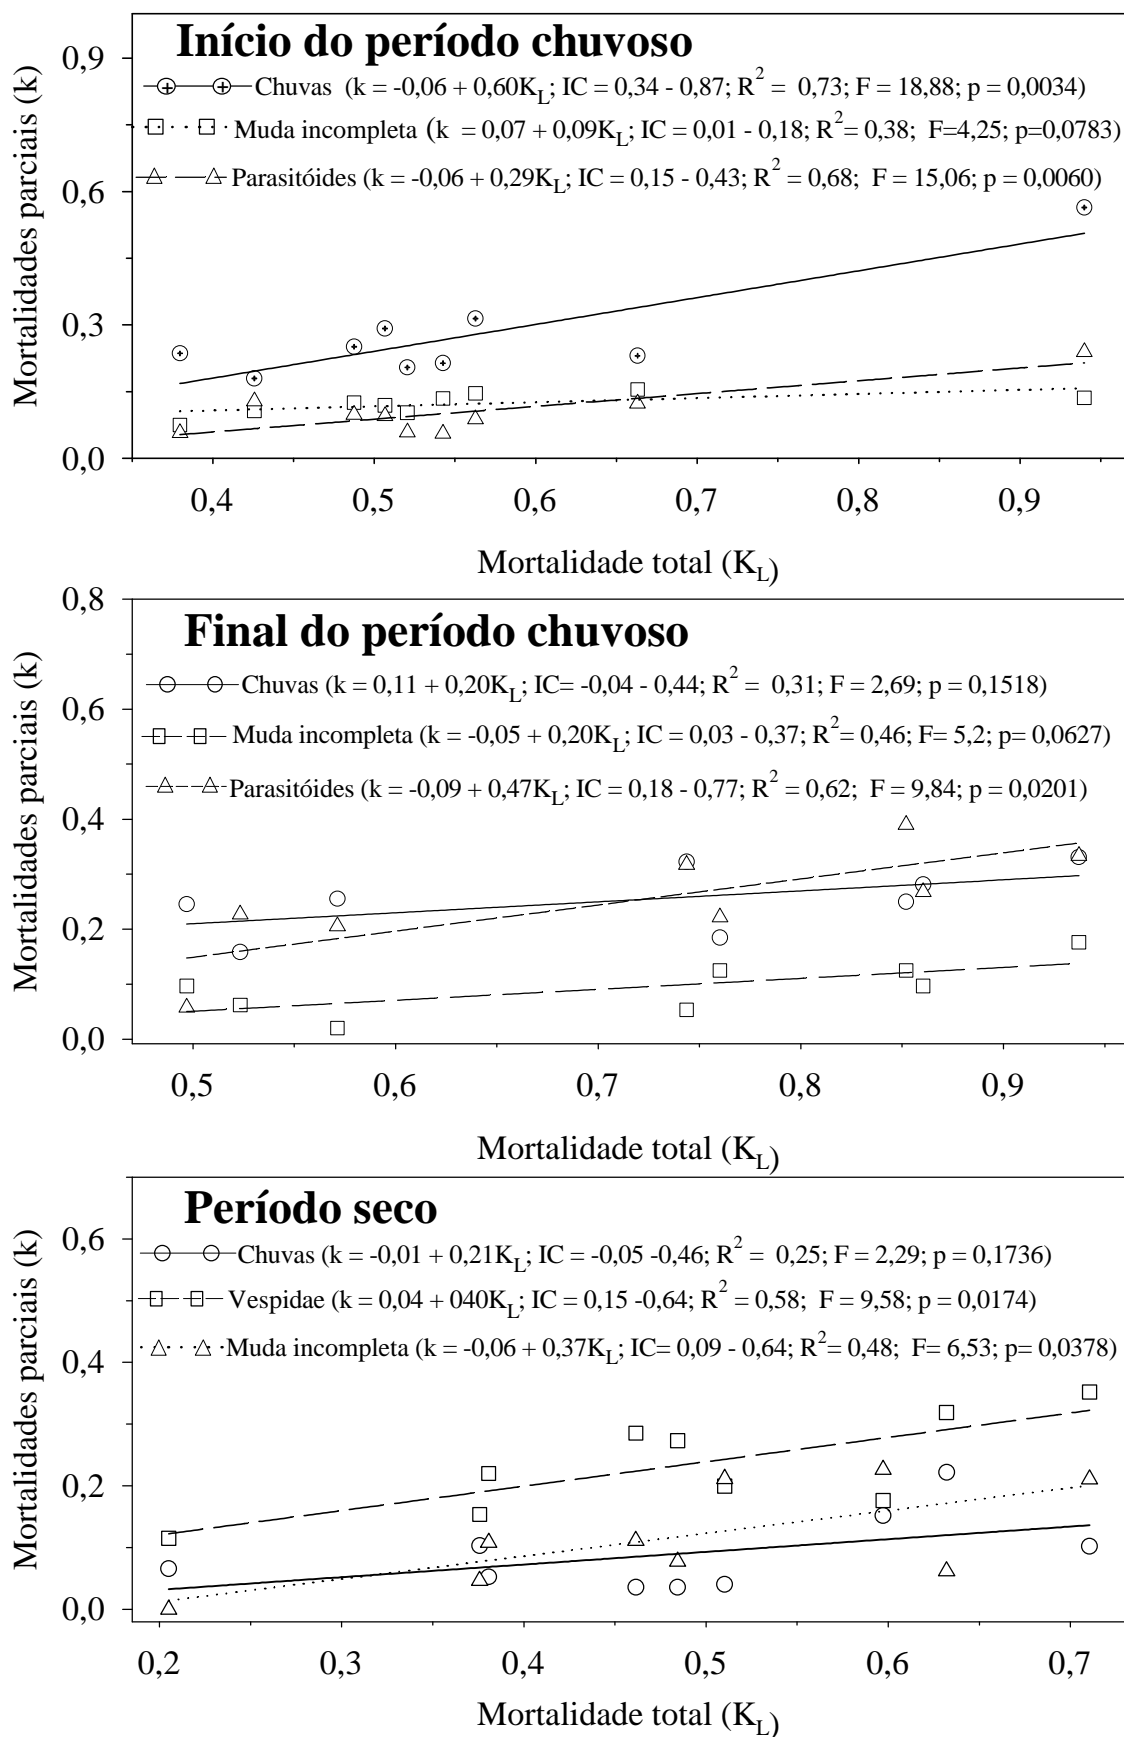 Início do período chuvoso
0,9
Chuvas (k = -0,06 + 0,60K_L; IC = 0,34 - 0,87; R² = 0,73; F = 18,88; p = 0,0034)
Muda incompleta (k = 0,07 + 0,09K_L; IC = 0,01 - 0,18; R²= 0,38; F=4,25; p=0,0783)
Parasitóides (k = -0,06 + 0,29K_L; IC = 0,15 - 0,43; R² = 0,68; F = 15,06; p = 0,0060)
0,6
0,3
0,0
Mortalidades parciais (k)
0,4 0,5 0,6 0,7 0,8 0,9
Mortalidade total (K_L)
0,8
Final do período chuvoso
Chuvas (k = 0,11 + 0,20K_L; IC= -0,04 - 0,44; R² = 0,31; F = 2,69; p = 0,1518)
0,6
Muda incompleta (k = -0,05 + 0,20K_L; IC = 0,03 - 0,37; R²= 0,46; F= 5,2; p= 0,0627)
Parasitóides (k = -0,09 + 0,47K_L; IC = 0,18 - 0,77; R² = 0,62; F = 9,84; p = 0,0201)
0,4
0,2
0,0
Mortalidades parciais (k)
0,5 0,6 0,7 0,8 0,9
Mortalidade total (K_L)
Período seco
0,6
Chuvas (k = -0,01 + 0,21K_L; IC = -0,05 -0,46; R² = 0,25; F = 2,29; p = 0,1736)
Vespidae (k = 0,04 + 040K_L; IC = 0,15 -0,64; R² = 0,58; F = 9,58; p = 0,0174)
Muda incompleta (k = -0,06 + 0,37K_L; IC= 0,09 - 0,64; R²= 0,48; F= 6,53; p= 0,0378)
0,4
0,2
0,0
Mortalidades parciais (k)
0,2 0,3 0,4 0,5 0,6 0,7
Mortalidade total (K_L)